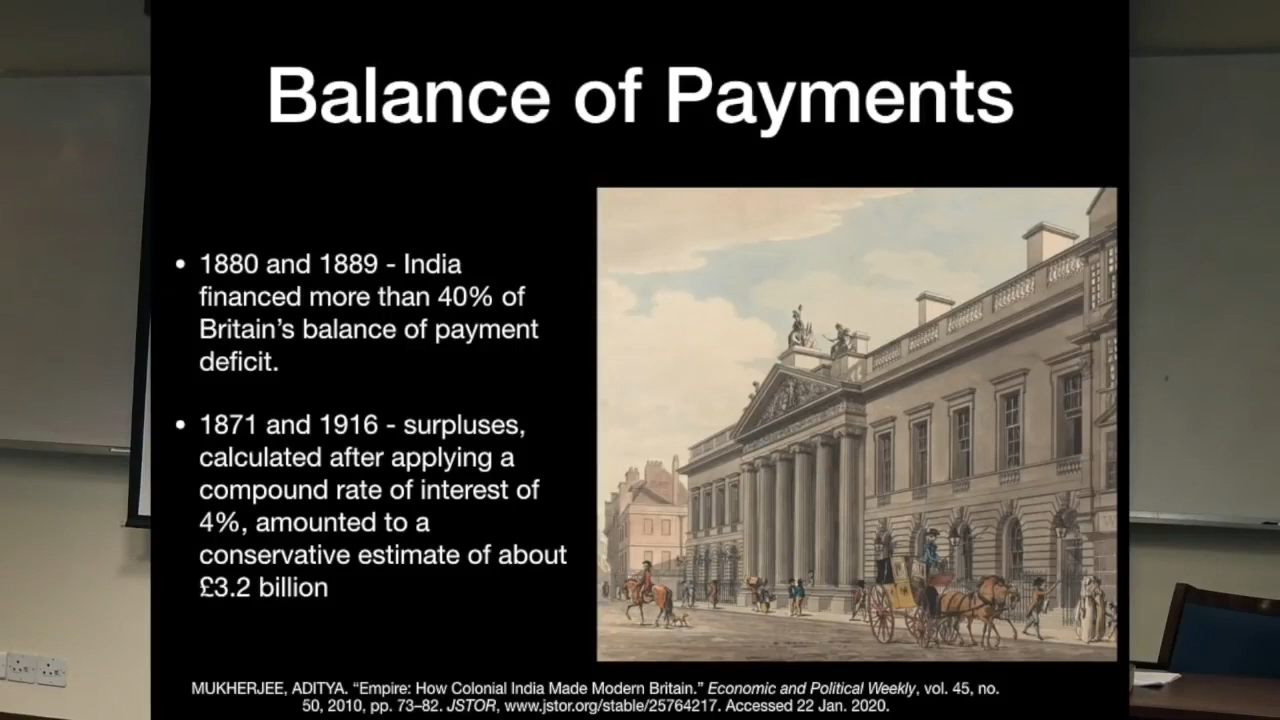 Balance of Payments
• 1880 and 1889 - India
financed more than 40% of
Britain's balance of payment
deficit.
• 1871 and 1916 - surpluses,
calculated after applying a
compound rate of interest of
4%, amounted to a
conservative estimate of about
£3.2 billion
MUKHERJEE, ADITYA. “Empire: How Colonial India Made Modern Britain.” Economic and Political Weekly, vol. 45, no.
50, 2010, pp. 73–82. JSTOR, www.jstor.org/stable/25764217. Accessed 22 Jan. 2020.